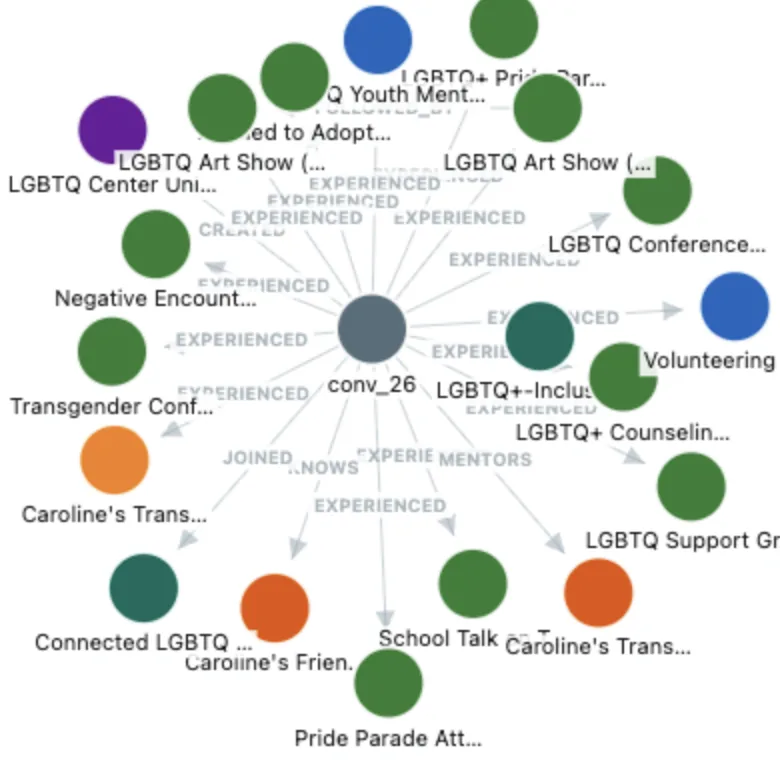 LGBTQ+ Pride Par...
Q Youth Ment...
FOLLOWED_BY
ed to Adopt...
LGBTQ Art Show (...
LGBTQ Art Show (...
LGBTQ Center Uni...
EXPERIENCED
EXPERIENCED
EXPERIENCED
EXPERIENCED
CREATED
LGBTQ Conference...
EXPERIENCED
EXPERIENCED
Negative Encount...
EXPERIENCED
EXPERIENCED
Volunteering
conv_26
LGBTQ+-Inclus
EXPERIENCED
EXPERIENCED
Transgender Conf...
LGBTQ+ Counselin...
JOINED
KNOWS
EXPERIE
MENTORS
EXPERIENCED
Caroline's Trans...
LGBTQ Support Gr
Connected LGBTQ ...
Caroline's Frien.
School Talk
Caroline's Trans...
Pride Parade Att...